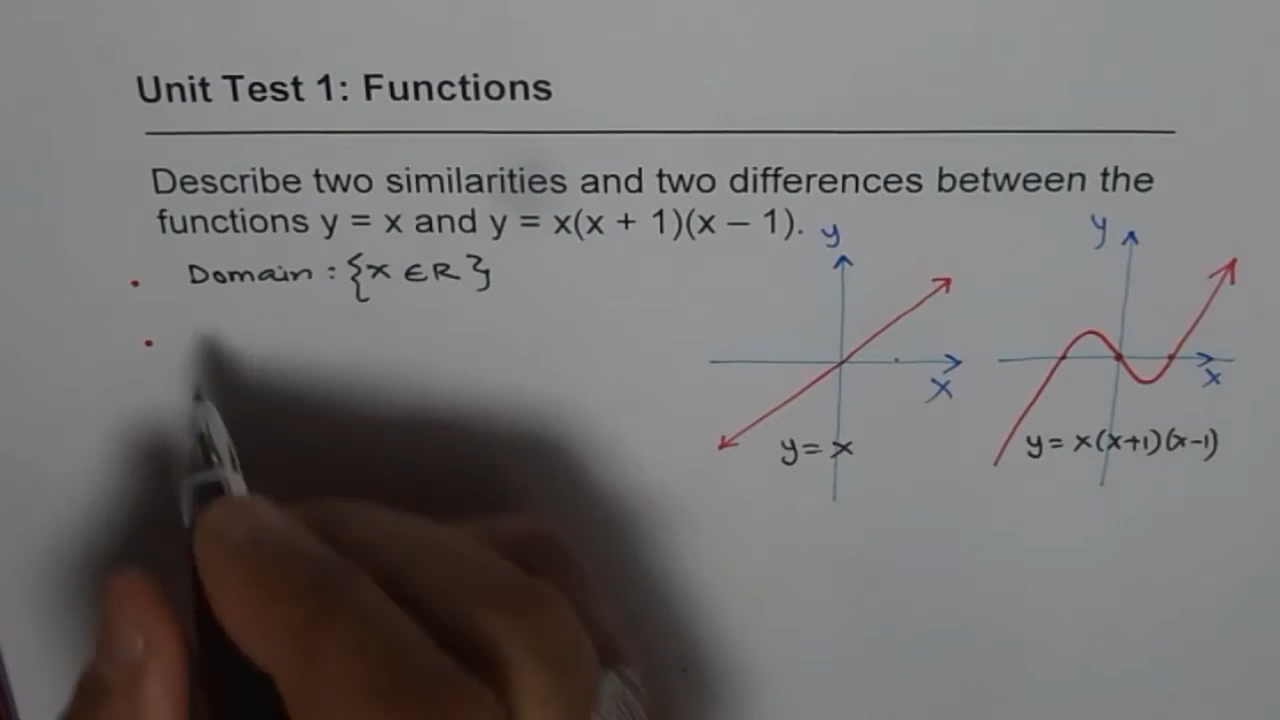 Unit Test 1: Functions
Describe two similarities and two differences between the
functions y = x and y = x(x + 1)(x – 1).
Domain : {x ∈ R}
y
x
y = x
y
x
y = x(x+1)(x-1)